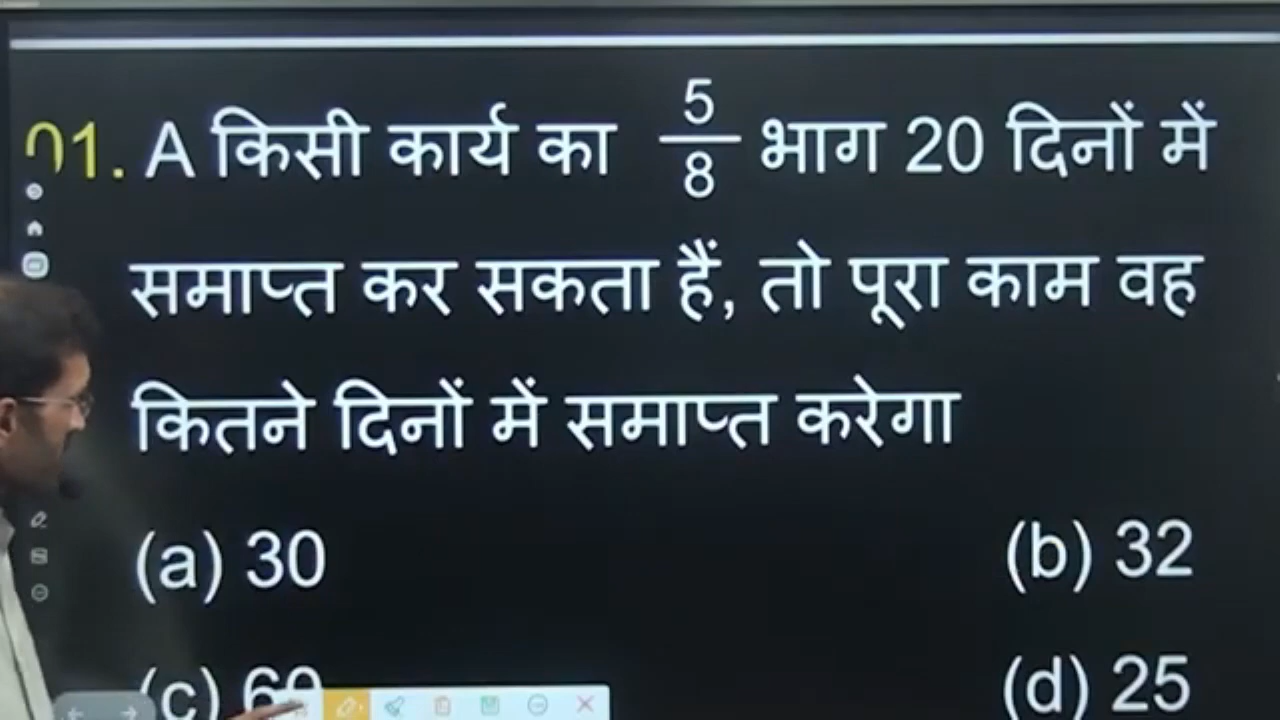 01. A किसी कार्य का 5/8 भाग 20 दिनों में
समाप्त कर सकता हैं, तो पूरा काम वह
कितने दिनों में समाप्त करेगा
(a) 30 (b) 32
(c) (d) 25